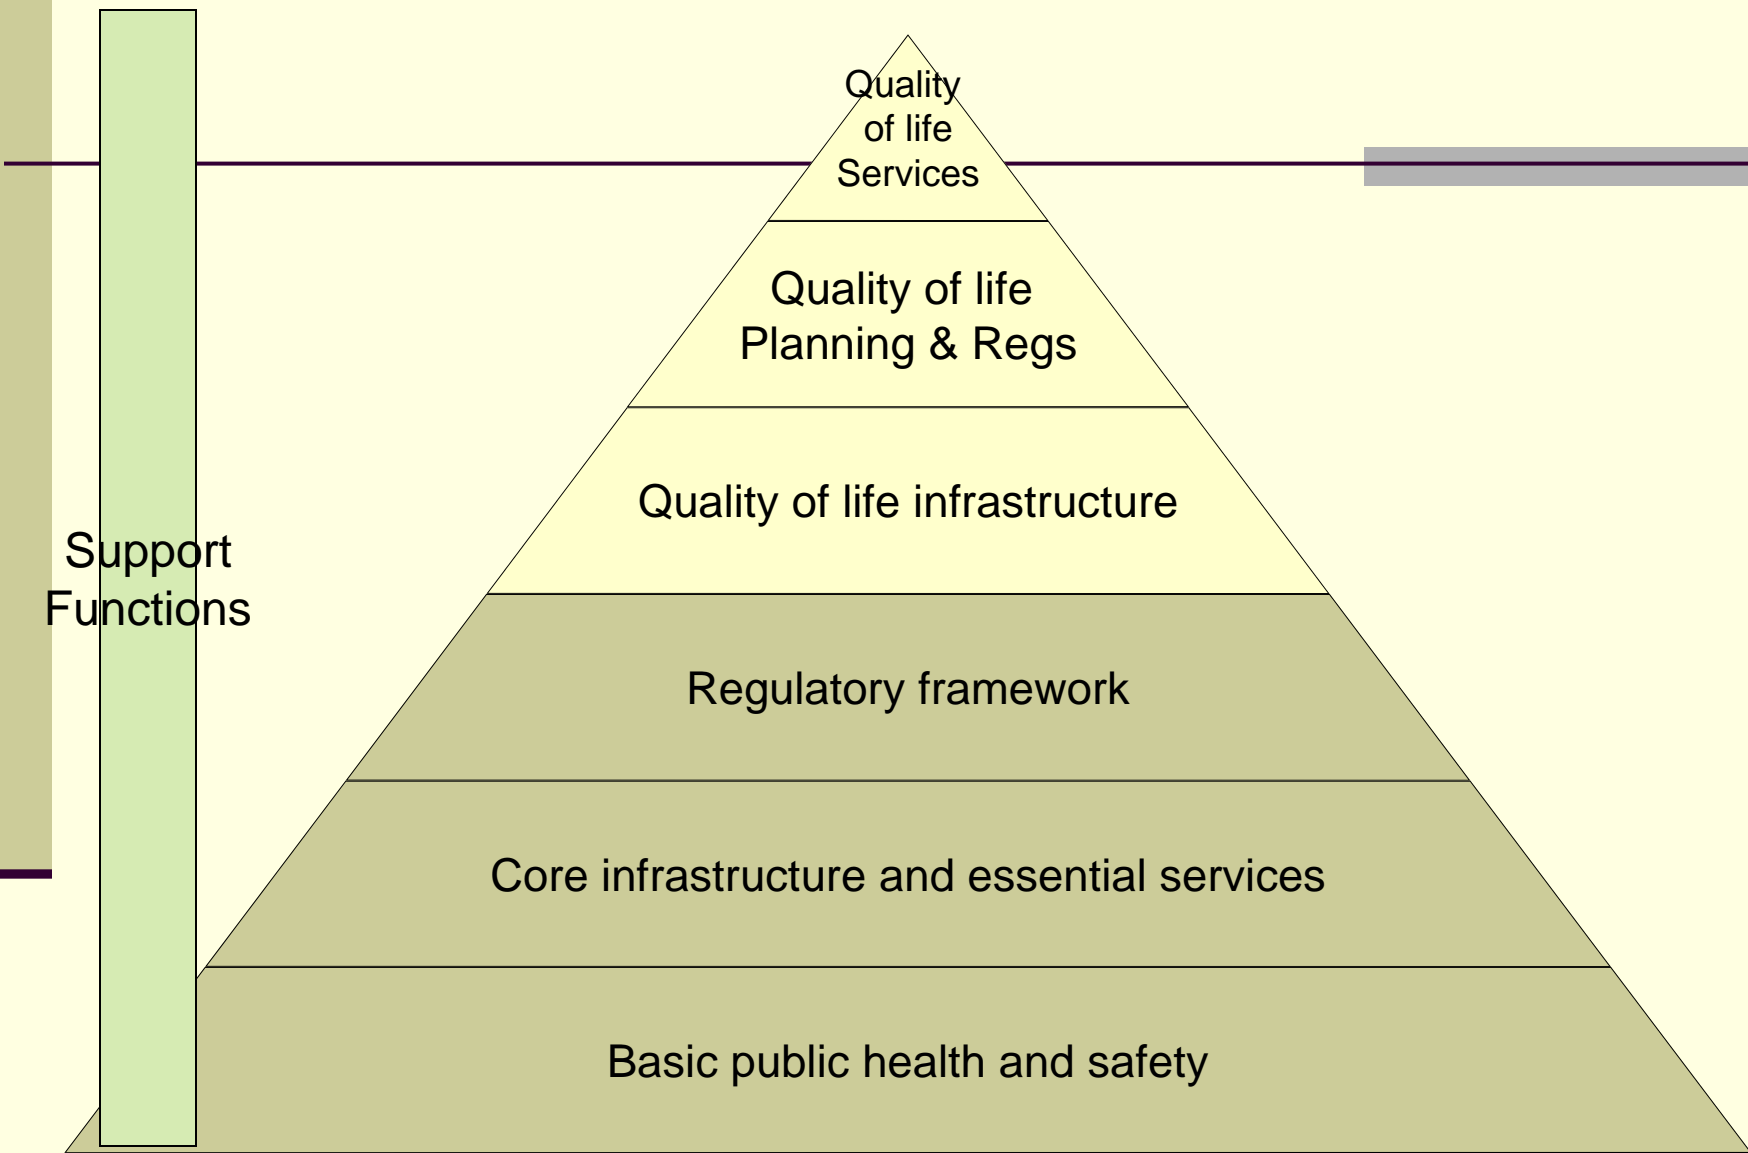 Quality
of life
Services
Quality of life
Planning & Regs
Quality of life infrastructure
Support
Functions
Regulatory framework
Core infrastructure and essential services
Basic public health and safety